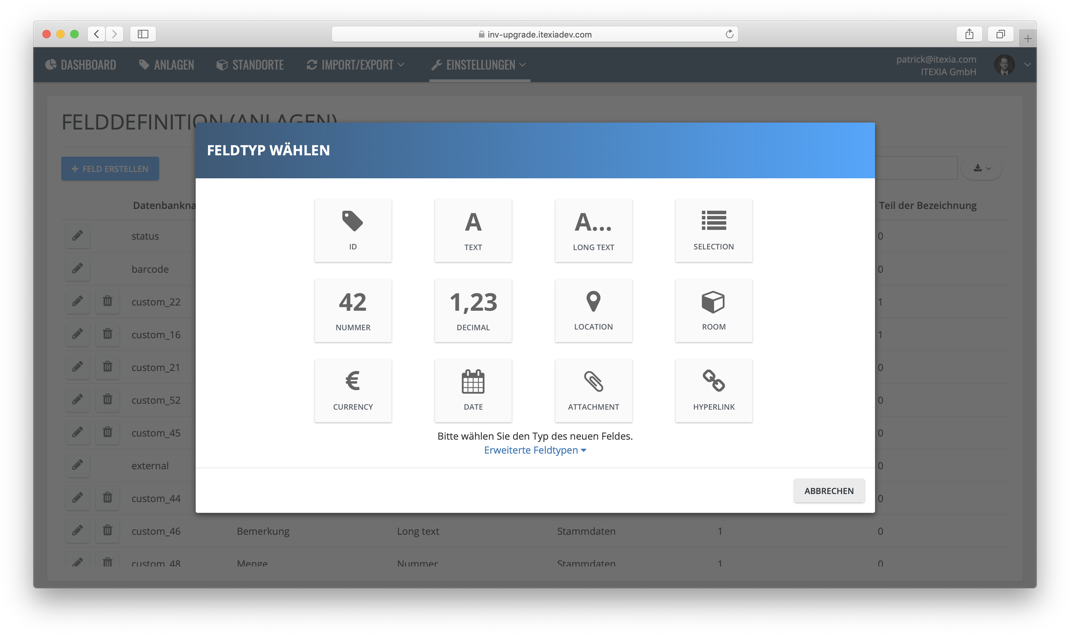 inv-upgrade.itexiadev.com
DASHBOARD ANLAGEN STANDORTE IMPORT/EXPORT EINSTELLUNGEN
patrick@itexia.com
ITEXIA GmbH
FELDDEFINITION (ANLAGEN)
FELDTYP WÄHLEN
+ FELD ERSTELLEN
Datenbankna Teil der Bezeichnung
status 0
barcode 0
custom_22 1
custom_16 1
custom_21 0
custom_52 0
custom_45 0
external 0
custom_44 0
custom_46 Bemerkung Long text Stammdaten 1 0
custom_48 Menge Nummer Stammdaten 1 0
ID
A
TEXT
A...
LONG TEXT
SELECTION
42
NUMMER
1,23
DECIMAL
LOCATION
ROOM
€
CURRENCY
DATE
ATTACHMENT
HYPERLINK
Bitte wählen Sie den Typ des neuen Feldes.
Erweiterte Feldtypen
ABBRECHEN